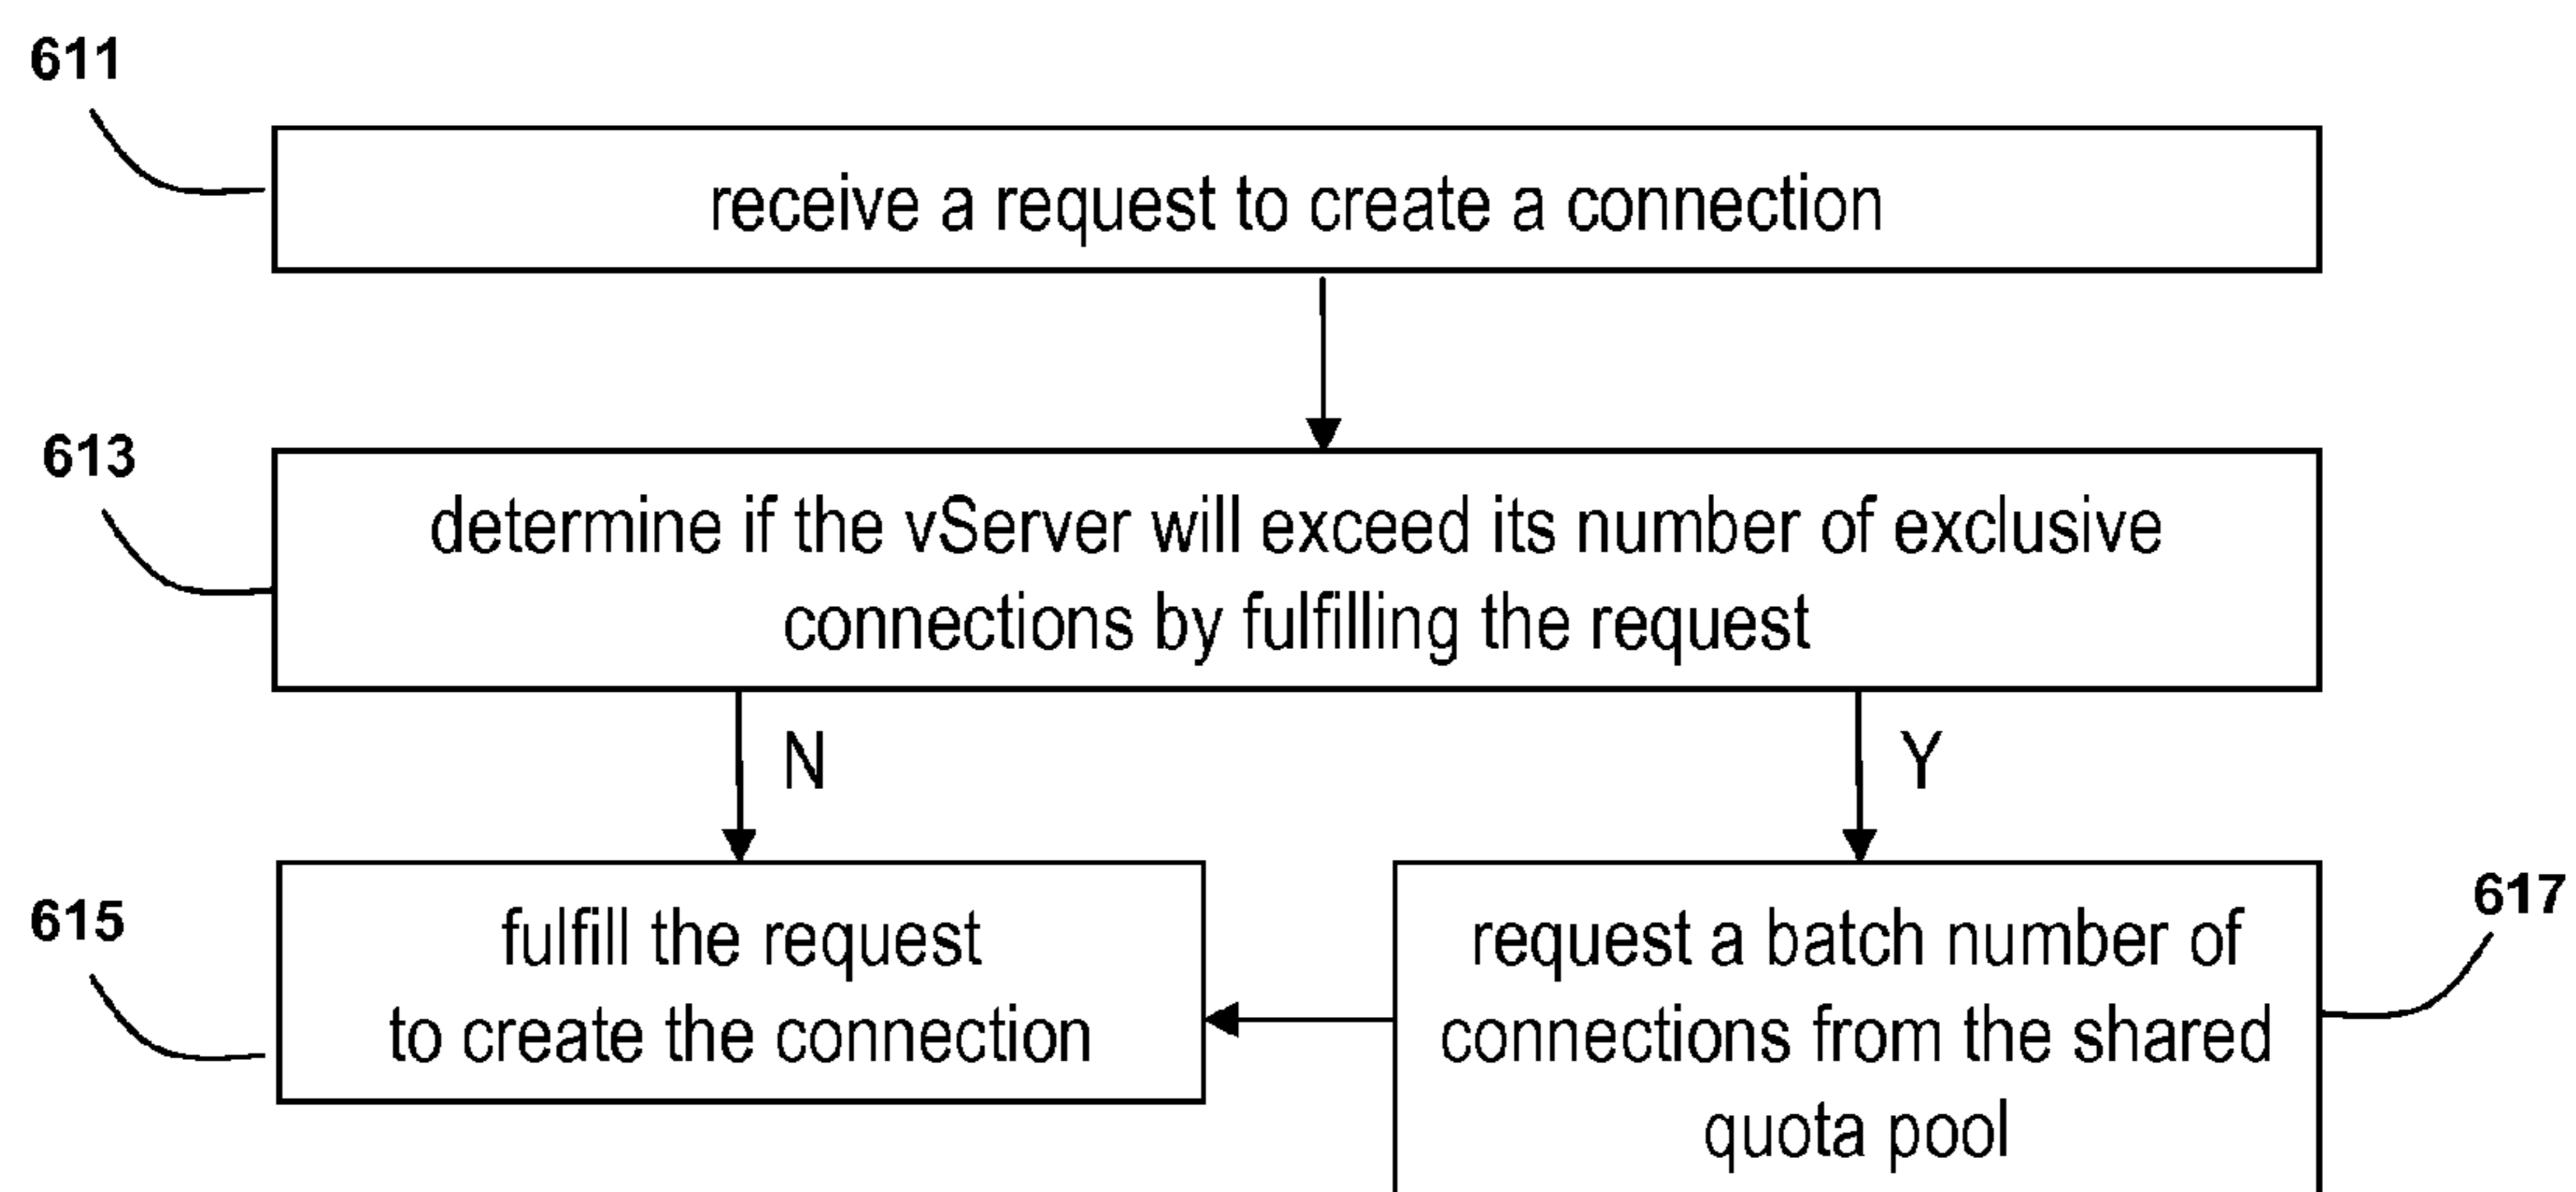 611
receive a request to create a connection
613
determine if the vServer will exceed its number of exclusive
connections by fulfilling the request
N
Y
615
fulfill the request
to create the connection
617
request a batch number of
connections from the shared
quota pool